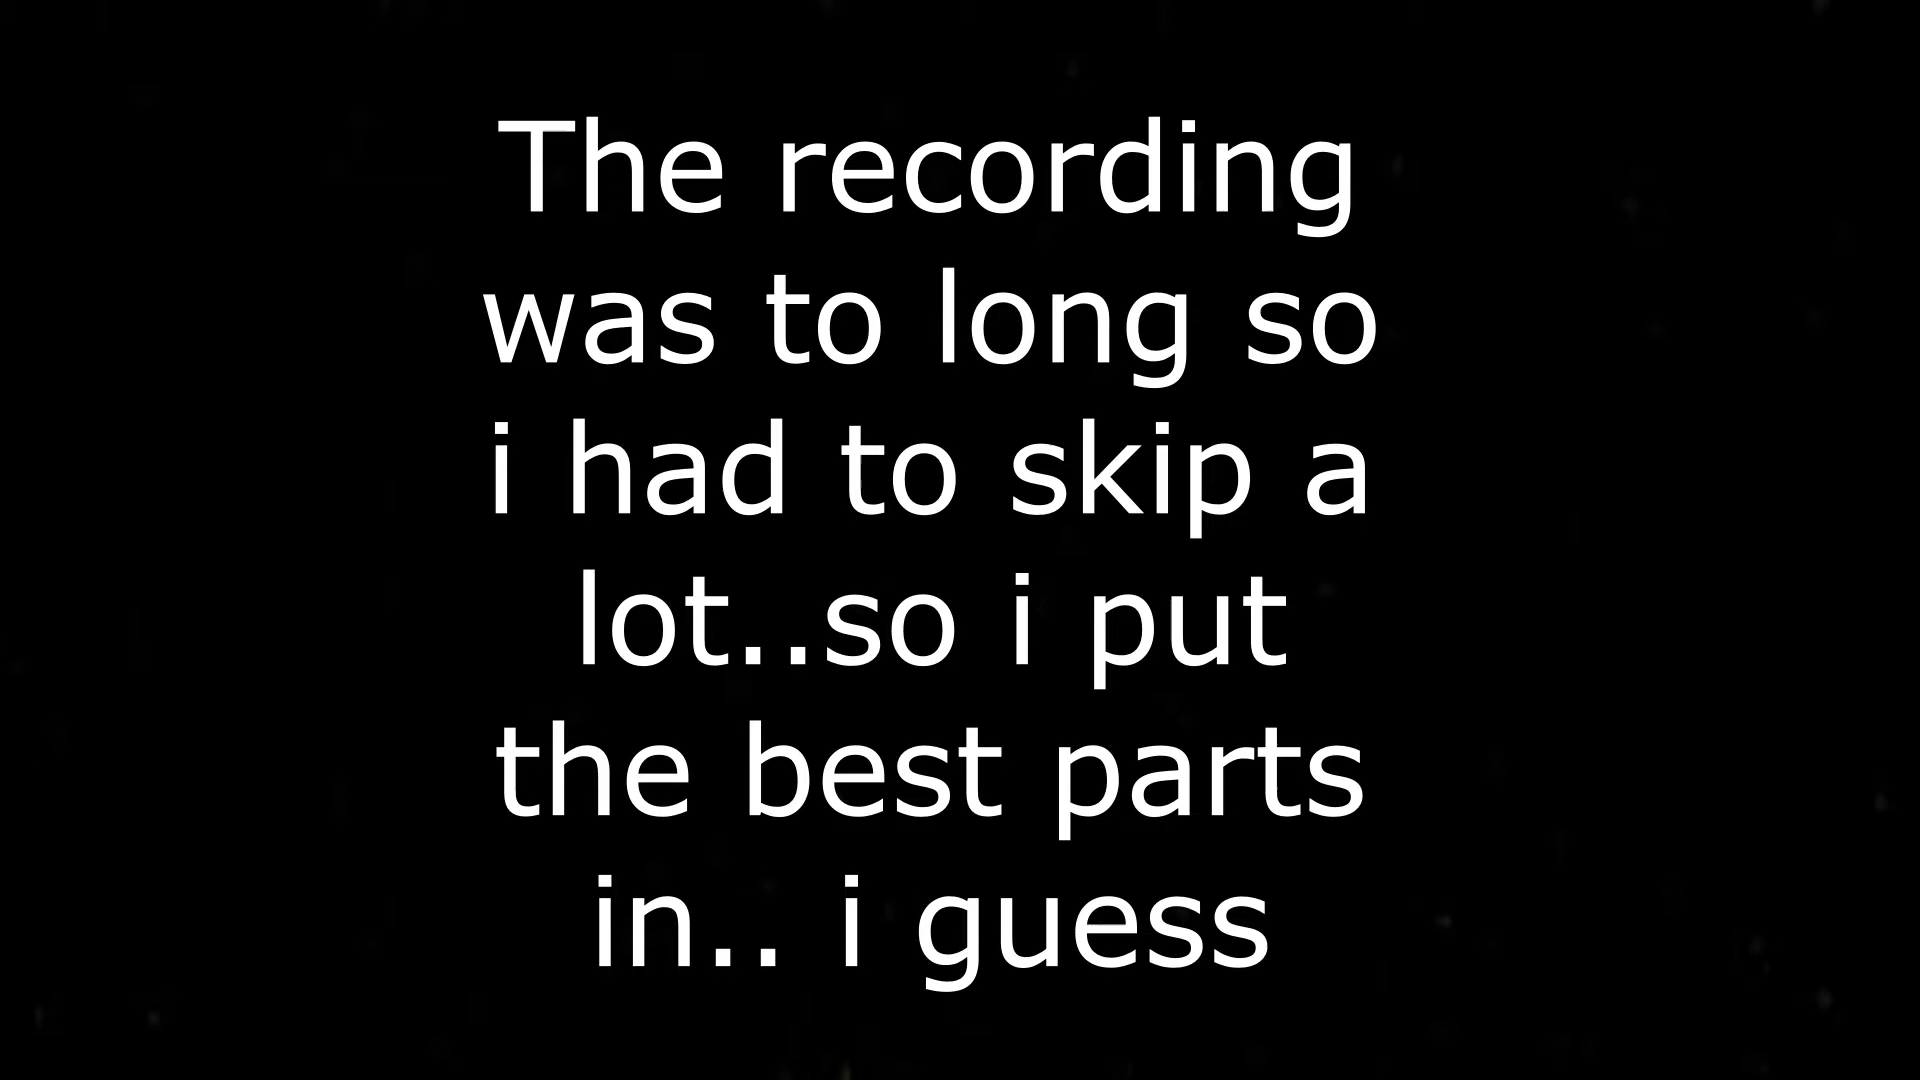 The recording
was to long so
i had to skip a
lot..so i put
the best parts
in.. i guess